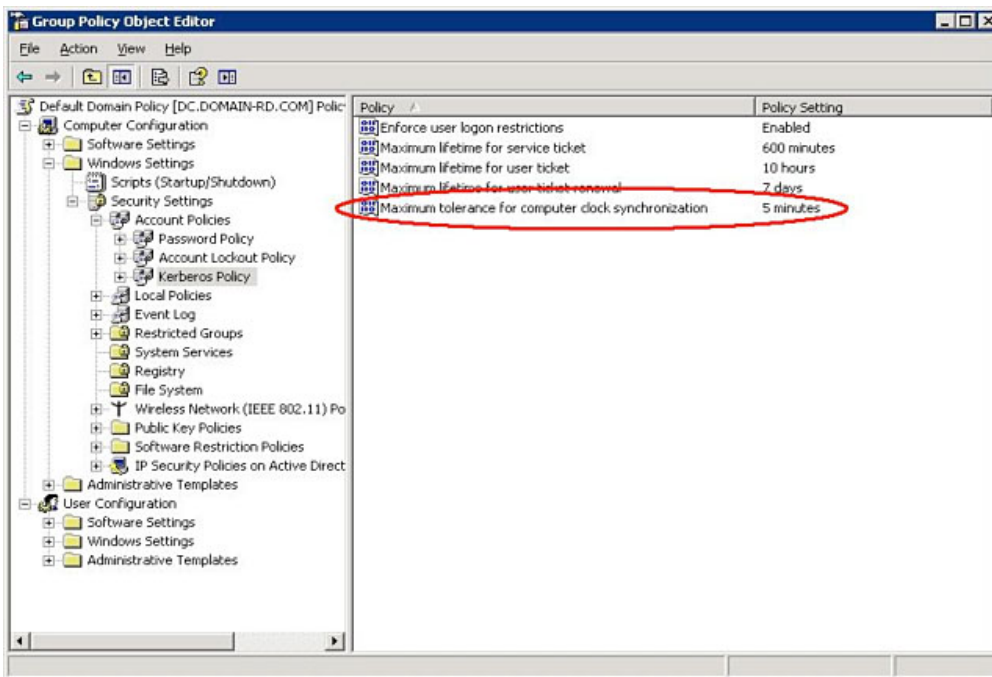 Group Policy Object Editor
File Action View Help
Default Domain Policy [DC.DOMAIN-RD.COM] Polic
Computer Configuration
Software Settings
Windows Settings
Scripts (Startup/Shutdown)
Security Settings
Account Policies
Password Policy
Account Lockout Policy
Kerberos Policy
Local Policies
Event Log
Restricted Groups
System Services
Registry
File System
Wireless Network (IEEE 802.11) Po
Public Key Policies
Software Restriction Policies
IP Security Policies on Active Direct
Administrative Templates
User Configuration
Software Settings
Windows Settings
Administrative Templates
Policy Policy Setting
Enforce user logon restrictions Enabled
Maximum lifetime for service ticket 600 minutes
Maximum lifetime for user ticket 10 hours
Maximum lifetime for user ticket renewal 7 days
Maximum tolerance for computer clock synchronization 5 minutes